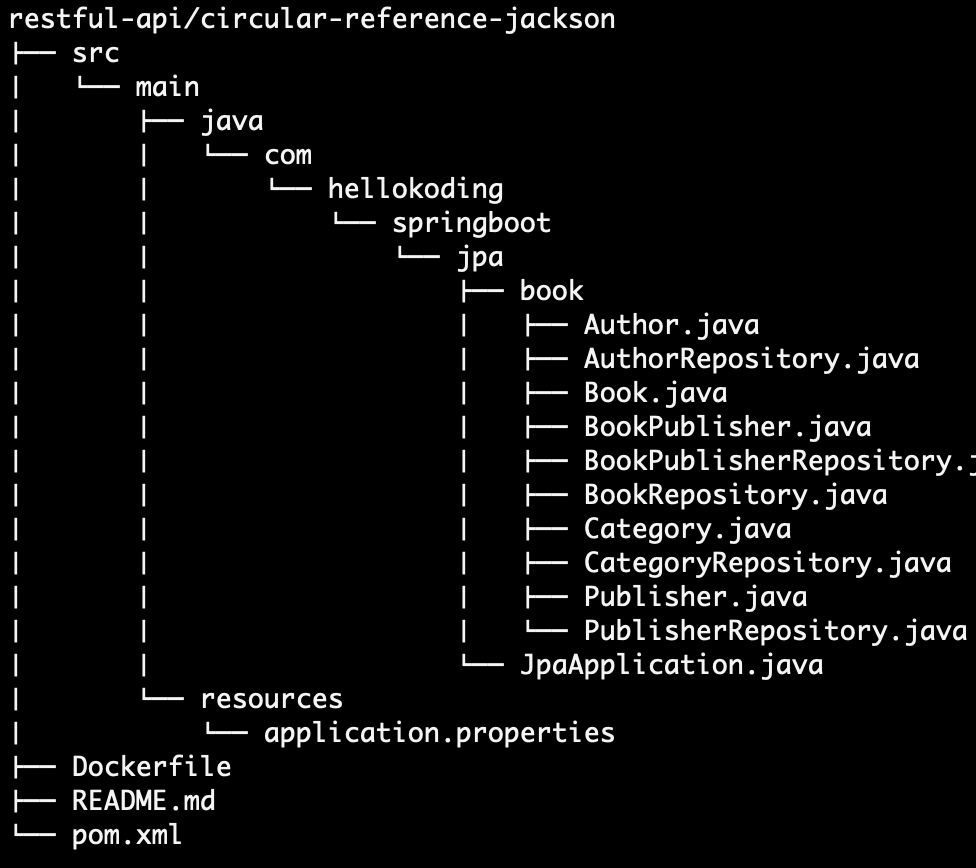 restful-api/circular-reference-jackson
├── src
│   └── main
│       ├── java
│       │   └── com
│       │       └── hellokoding
│       │           └── springboot
│       │               └── jpa
│       │                   ├── book
│       │                   │   ├── Author.java
│       │                   │   ├── AuthorRepository.java
│       │                   │   ├── Book.java
│       │                   │   ├── BookPublisher.java
│       │                   │   ├── BookPublisherRepository.j
│       │                   │   ├── BookRepository.java
│       │                   │   ├── Category.java
│       │                   │   ├── CategoryRepository.java
│       │                   │   ├── Publisher.java
│       │                   │   └── PublisherRepository.java
│       │                   └── JpaApplication.java
│       └── resources
│           └── application.properties
├── Dockerfile
├── README.md
└── pom.xml